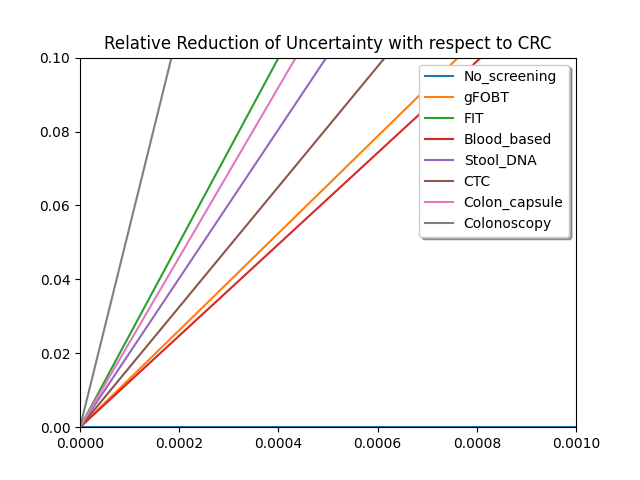 Relative Reduction of Uncertainty with respect to CRC
0.10
0.08
0.06
0.04
0.02
0.00
0.0000 0.0002 0.0004 0.0006 0.0008 0.0010
No_screening
gFOBT
FIT
Blood_based
Stool_DNA
CTC
Colon_capsule
Colonoscopy